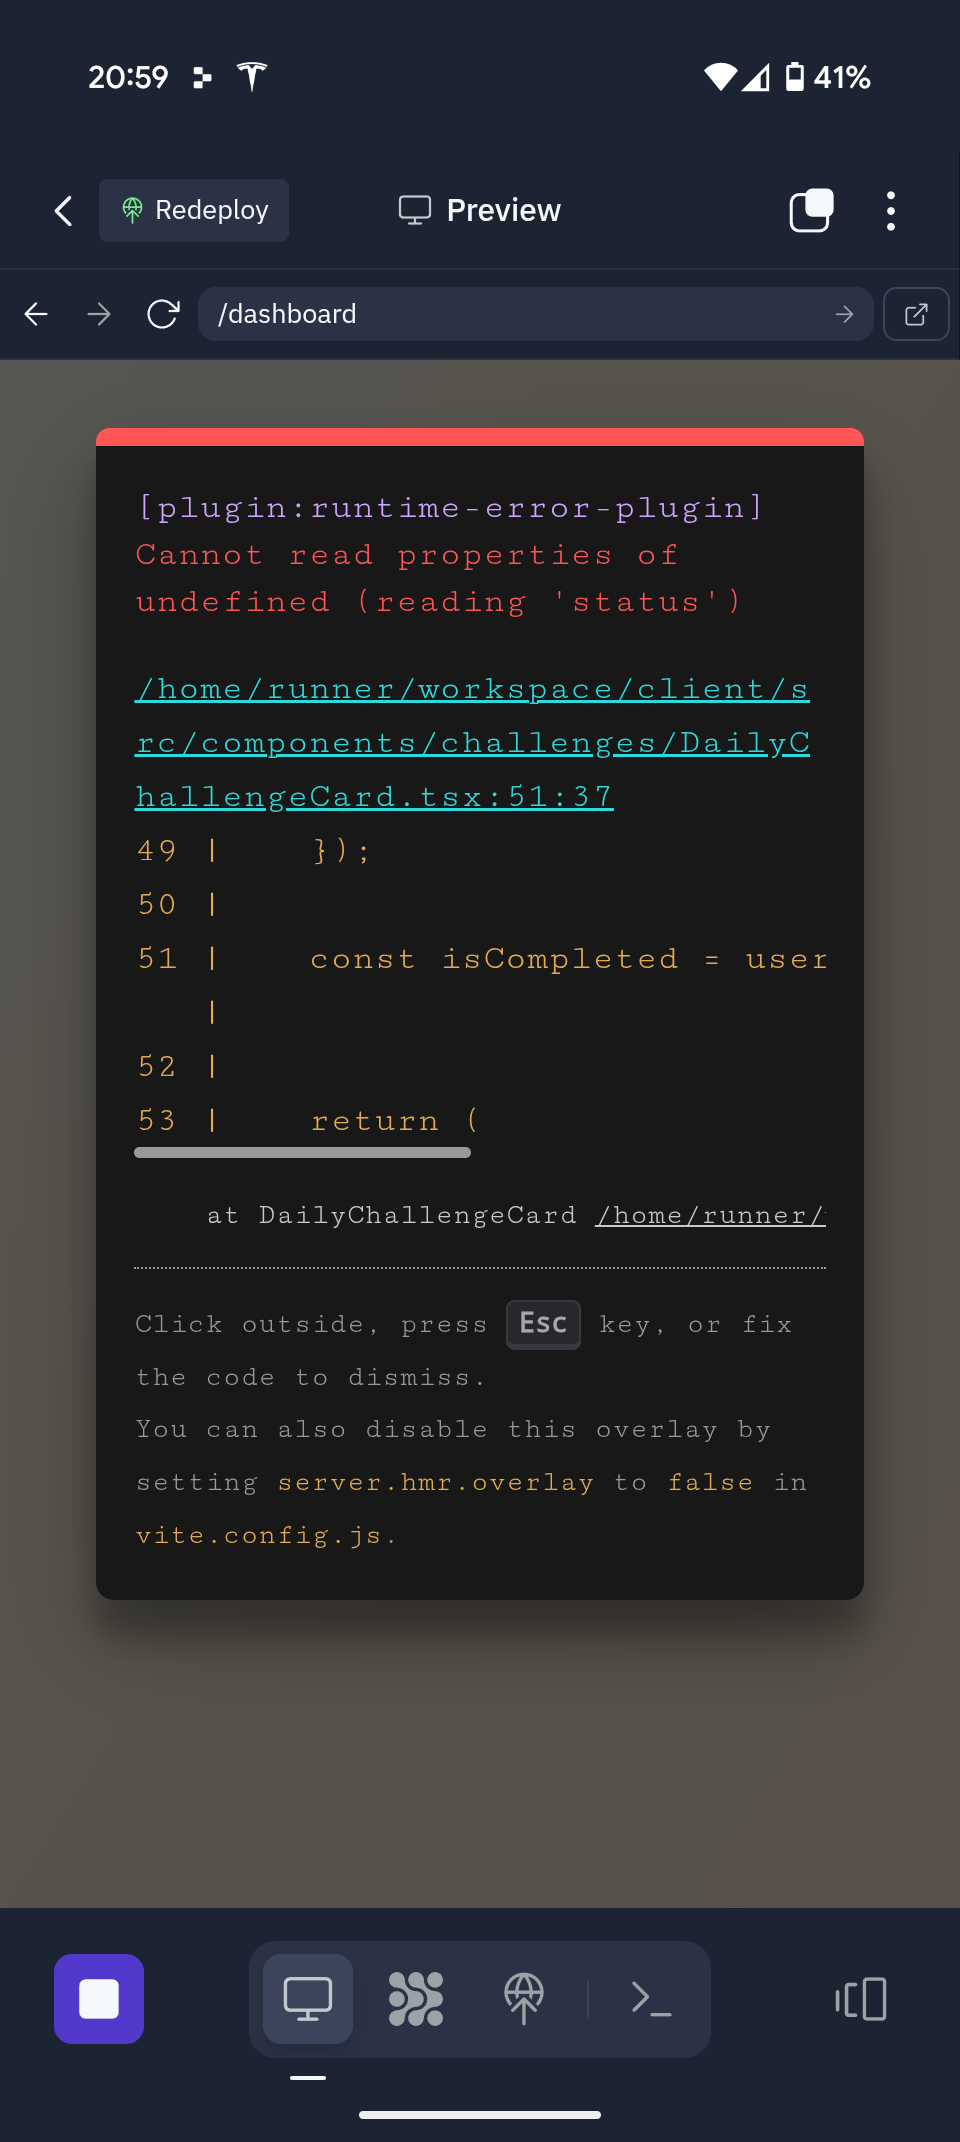 20:59
41%
Redeploy
Preview
/dashboard
[plugin:runtime-error-plugin]
Cannot read properties of
undefined (reading 'status')
/home/runner/workspace/client/s
rc/components/challenges/DailyC
hallengeCard.tsx:51:37
49 |    });
50 |
51 |    const isCompleted = user
|
52 |
53 |    return (
at DailyChallengeCard /home/runner/
Click outside, press Esc key, or fix
the code to dismiss.
You can also disable this overlay by
setting server.hmr.overlay to false in
vite.config.js.